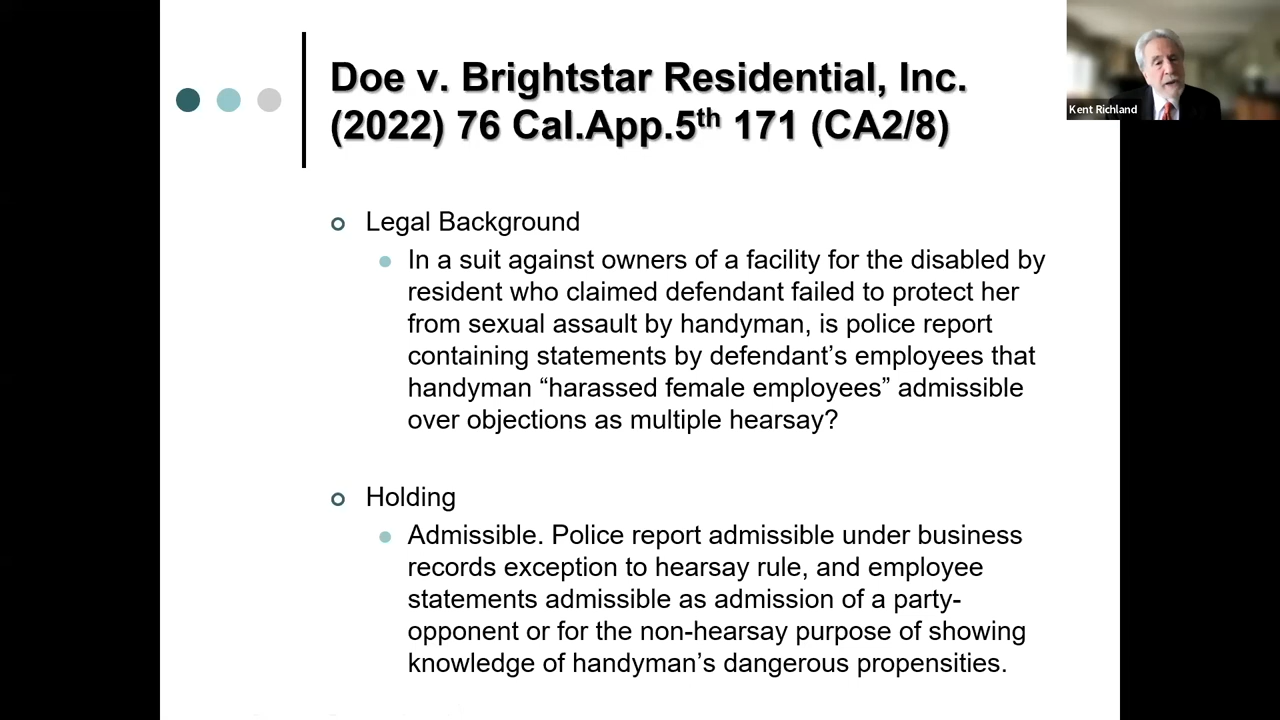 Doe v. Brightstar Residential, Inc.
(2022) 76 Cal.App.5th 171 (CA2/8)
Kent Richland
Legal Background
In a suit against owners of a facility for the disabled by
resident who claimed defendant failed to protect her
from sexual assault by handyman, is police report
containing statements by defendant’s employees that
handyman “harassed female employees” admissible
over objections as multiple hearsay?
Holding
Admissible. Police report admissible under business
records exception to hearsay rule, and employee
statements admissible as admission of a party-
opponent or for the non-hearsay purpose of showing
knowledge of handyman’s dangerous propensities.